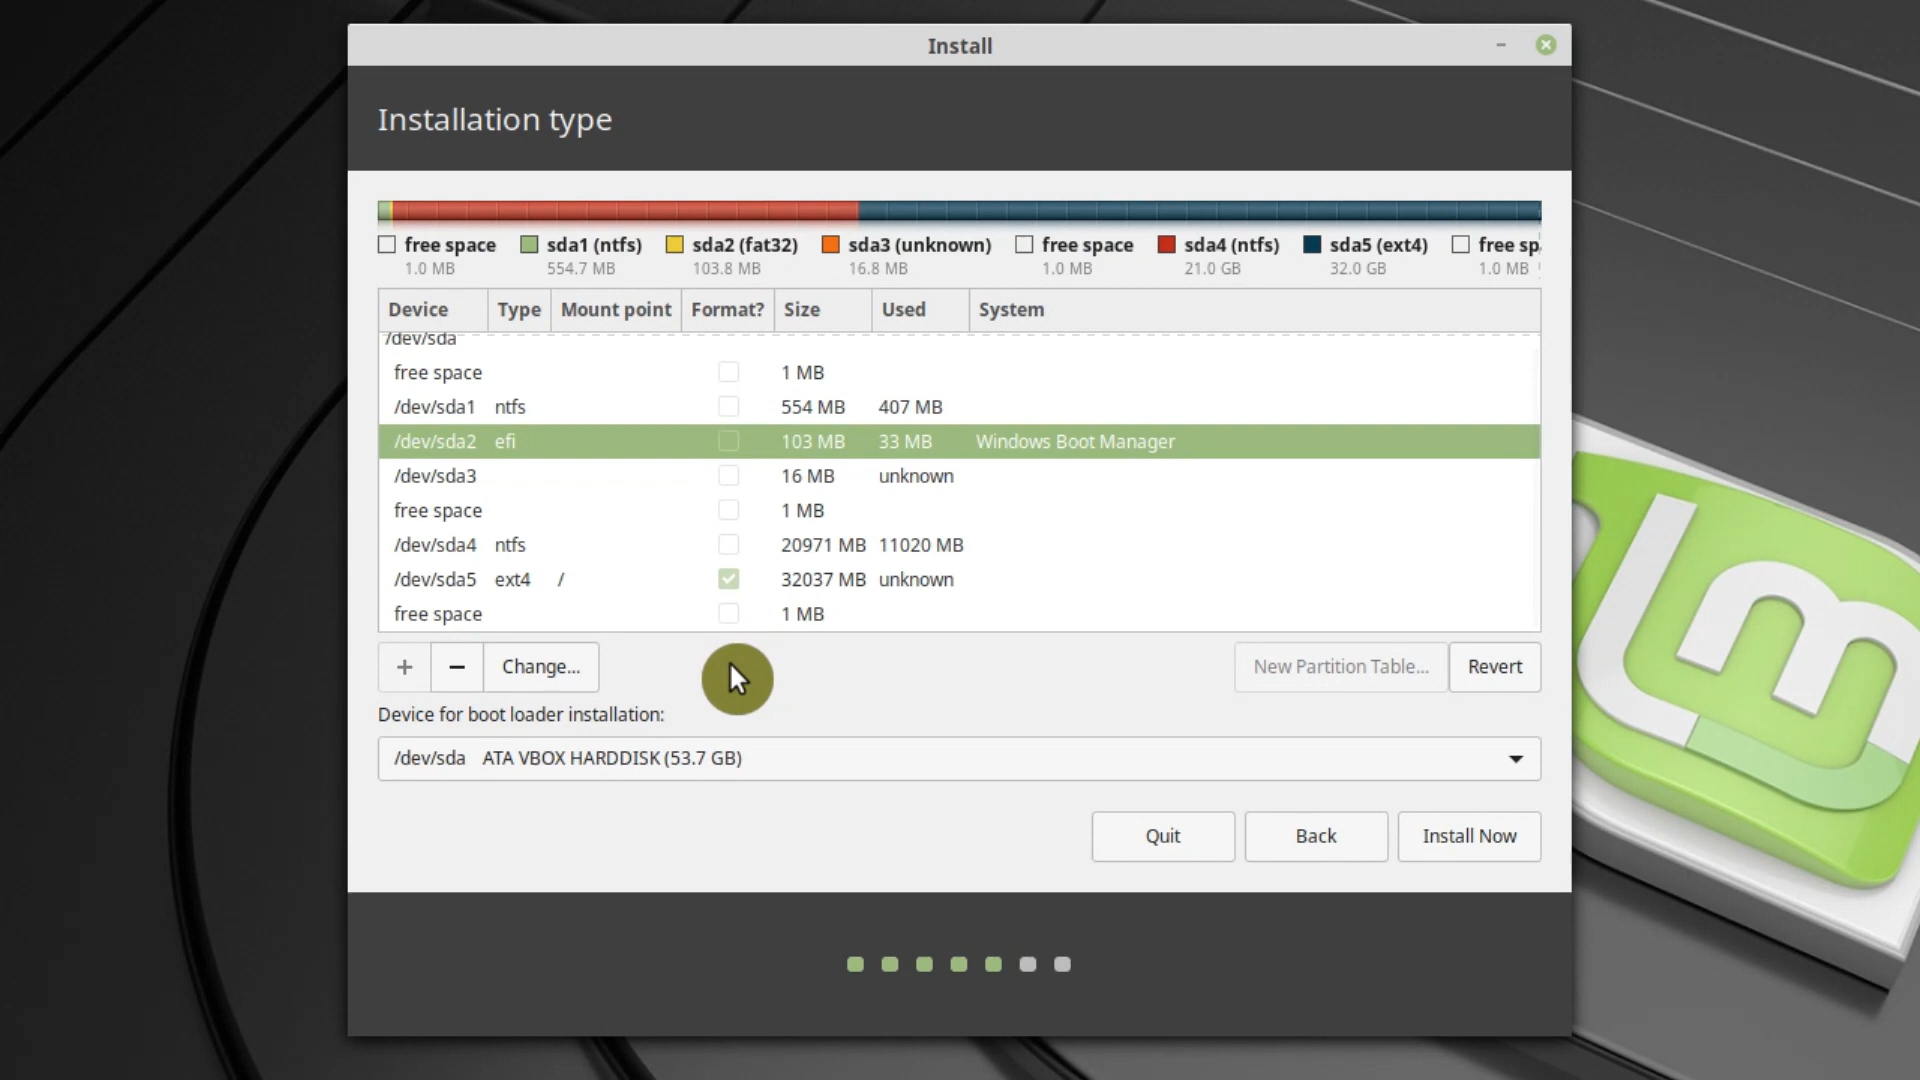 Install
Installation type
free space sda1 (ntfs) sda2 (fat32) sda3 (unknown) free space sda4 (ntfs) sda5 (ext4) free sp
1.0 MB 554.7 MB 103.8 MB 16.8 MB 1.0 MB 21.0 GB 32.0 GB 1.0 MB
Device Type Mount point Format? Size Used System
/dev/sda
free space 1 MB
/dev/sda1 ntfs 554 MB 407 MB
/dev/sda2 efi 103 MB 33 MB Windows Boot Manager
/dev/sda3 16 MB unknown
free space 1 MB
/dev/sda4 ntfs 20971 MB 11020 MB
/dev/sda5 ext4 / 32037 MB unknown
free space 1 MB
+ − Change... New Partition Table... Revert
Device for boot loader installation:
/dev/sda ATA VBOX HARDDISK (53.7 GB)
Quit Back Install Now